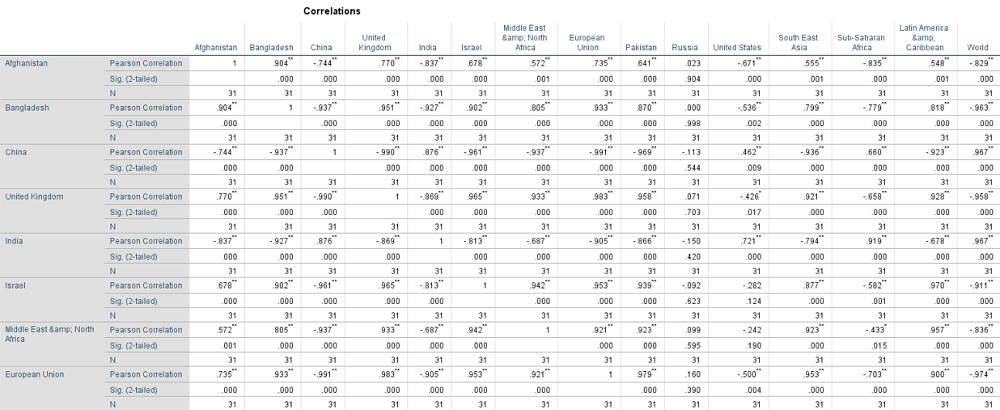 Correlations
Afghanistan Bangladesh China United Kingdom India Israel Middle East &amp; North Africa European Union Pakistan Russia United States South East Asia Sub-Saharan Africa Latin America &amp; Caribbean World
Afghanistan Pearson Correlation 1 .904** -.744** .770** -.837** .678** .572** .735** .641** .023 -.671** .555** -.835** .548** -.829**
Sig. (2-tailed) .000 .000 .000 .000 .000 .001 .000 .000 .904 .000 .001 .000 .001 .000
N 31 31 31 31 31 31 31 31 31 31 31 31 31 31 31
Bangladesh Pearson Correlation .904** 1 -.937** .951** -.927** .902** .805** .933** .870** .000 -.536** .799** -.779** .818** -.963**
Sig. (2-tailed) .000 .000 .000 .000 .000 .000 .000 .000 .998 .002 .000 .000 .000 .000
N 31 31 31 31 31 31 31 31 31 31 31 31 31 31 31
China Pearson Correlation -.744** -.937** 1 -.990** .876** -.961** -.937** -.991** -.969** -.113 .462** -.936** .660** -.923** .967**
Sig. (2-tailed) .000 .000 .000 .000 .000 .000 .000 .000 .544 .009 .000 .000 .000 .000
N 31 31 31 31 31 31 31 31 31 31 31 31 31 31 31
United Kingdom Pearson Correlation .770** .951** -.990** 1 -.869** .965** .933** .983** .958** .071 -.426* .921** -.658** .928** -.958**
Sig. (2-tailed) .000 .000 .000 .000 .000 .000 .000 .000 .703 .017 .000 .000 .000 .000
N 31 31 31 31 31 31 31 31 31 31 31 31 31 31 31
India Pearson Correlation -.837** -.927** .876** -.869** 1 -.813** -.687** -.905** -.866** -.150 .721** -.794** .919** -.678** .967**
Sig. (2-tailed) .000 .000 .000 .000 .000 .000 .000 .000 .420 .000 .000 .000 .000 .000
N 31 31 31 31 31 31 31 31 31 31 31 31 31 31 31
Israel Pearson Correlation .678** .902** -.961** .965** -.813** 1 .942** .953** .939** -.092 -.282 .877** -.582** .970** -.911**
Sig. (2-tailed) .000 .000 .000 .000 .000 .000 .000 .000 .623 .124 .000 .001 .000 .000
N 31 31 31 31 31 31 31 31 31 31 31 31 31 31 31
Middle East &amp; North Africa Pearson Correlation .572** .805** -.937** .933** -.687** .942** 1 .921** .923** .099 -.242 .923** -.433* .957** -.836**
Sig. (2-tailed) .001 .000 .000 .000 .000 .000 .000 .000 .595 .190 .000 .015 .000 .000
N 31 31 31 31 31 31 31 31 31 31 31 31 31 31 31
European Union Pearson Correlation .735** .933** -.991** .983** -.905** .953** .921** 1 .979** .160 -.500** .953** -.703** .900** -.974**
Sig. (2-tailed) .000 .000 .000 .000 .000 .000 .000 .000 .390 .004 .000 .000 .000 .000
N 31 31 31 31 31 31 31 31 31 31 31 31 31 31 31